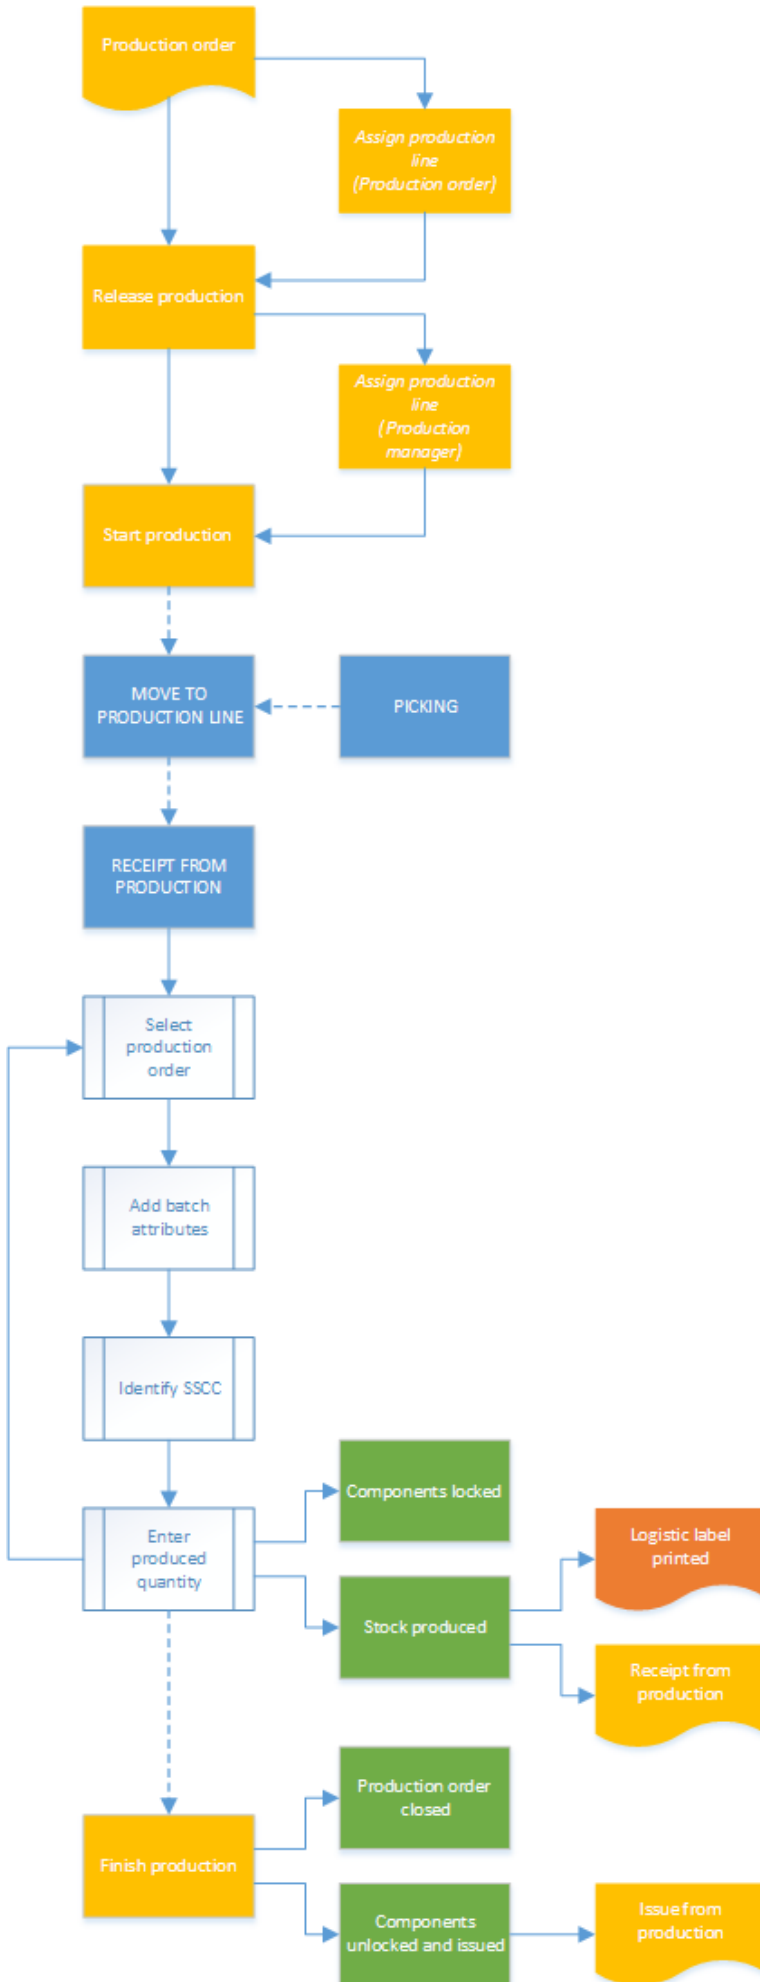 Production order
Assign production
line
(Production order)
Release production
Assign production
line
(Production
manager)
Start production
MOVE TO
PRODUCTION LINE
PICKING
RECEIPT FROM
PRODUCTION
Select
production
order
Add batch
attributes
Identify SSCC
Components locked
Enter
produced
quantity
Logistic label
printed
Stock produced
Receipt from
production
Production order
closed
Finish production
Components
unlocked and issued
Issue from
production